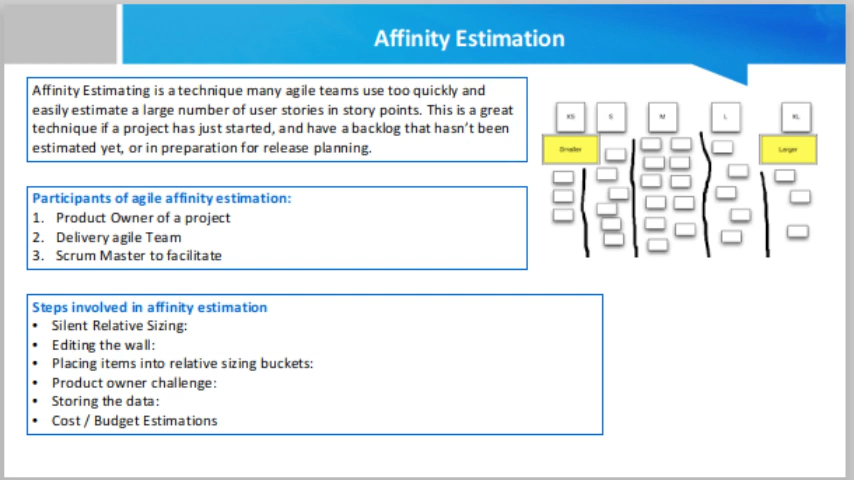 Affinity Estimation
Affinity Estimating is a technique many agile teams use too quickly and
easily estimate a large number of user stories in story points. This is a great
technique if a project has just started, and have a backlog that hasn't been
estimated yet, or in preparation for release planning.
XS S M L XL
Smaller Larger
Participants of agile affinity estimation:
1. Product Owner of a project
2. Delivery agile Team
3. Scrum Master to facilitate
Steps involved in affinity estimation
• Silent Relative Sizing:
• Editing the wall:
• Placing items into relative sizing buckets:
• Product owner challenge:
• Storing the data:
• Cost / Budget Estimations